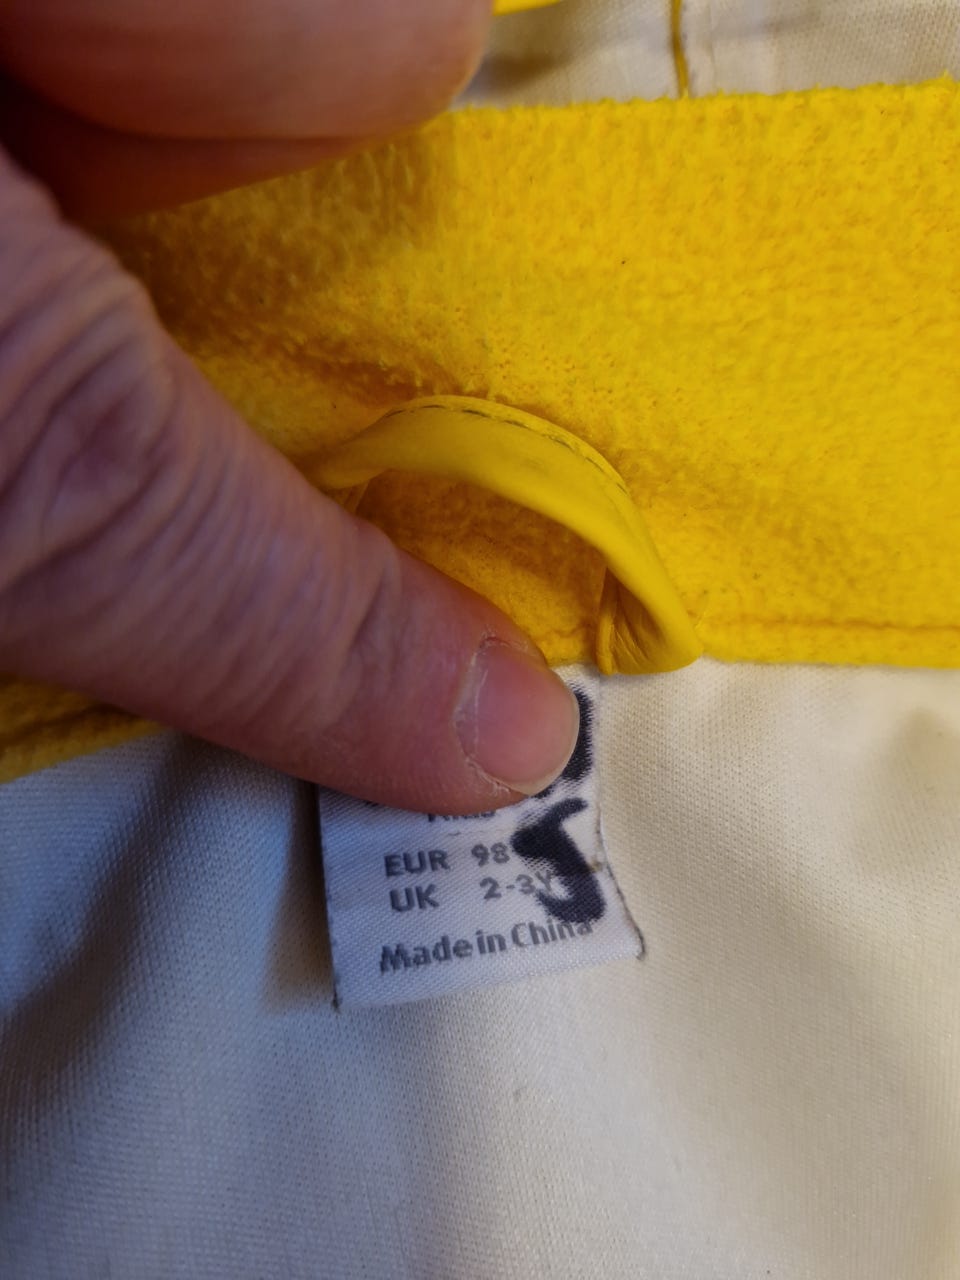 EUR 98
UK 2-3Y
Made in China